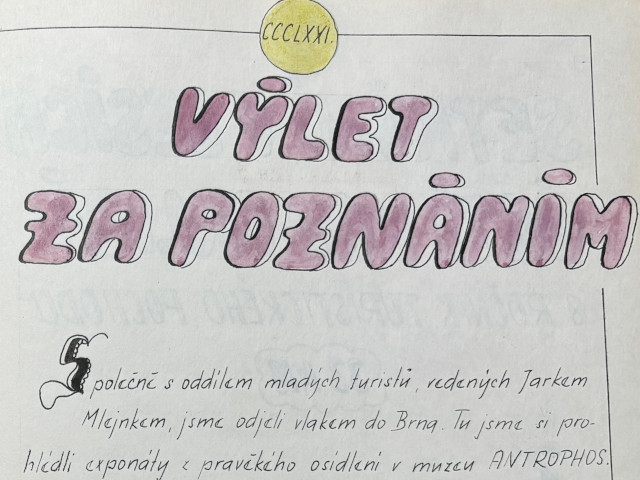 CCCLXXI.
VÝLET
ZA POZNÁNÍM
Společně s oddílem mladých turistů, vedených Jarkem
Mlejnkem, jsme odjeli vlakem do Brna. Tu jsme si pro-
hlédli exponáty z pravěkého osídlení v muzeu ANTROPHOS.